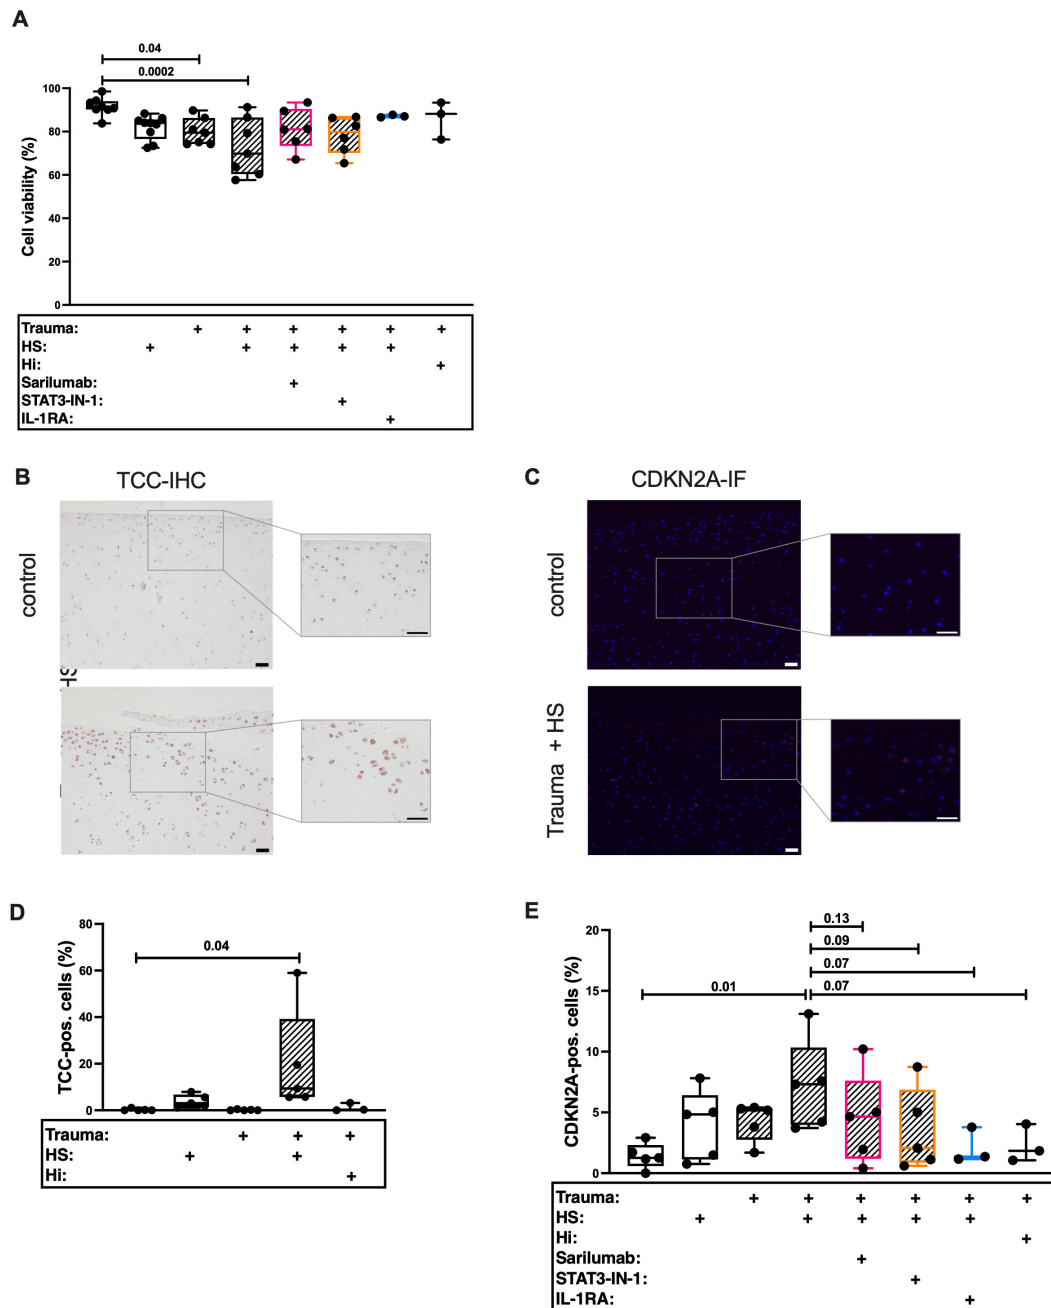 A
0.04
0.0002
Cell viability (%)
100
80
60
40
20
0
Trauma: + + + + + +
HS: + + + + +
Hi: +
Sarilumab: +
STAT3-IN-1: +
IL-1RA: +
B
TCC-IHC
control
HS
C
CDKN2A-IF
control
Trauma + HS
D
0.04
TCC-pos. cells (%)
80
60
40
20
0
Trauma: + + +
HS: + +
Hi: +
E
0.13
0.09
0.07
0.01 0.07
CDKN2A-pos. cells (%)
20
15
10
5
0
Trauma: + + + + + +
HS: + + + + +
Hi: +
Sarilumab: +
STAT3-IN-1: +
IL-1RA: +